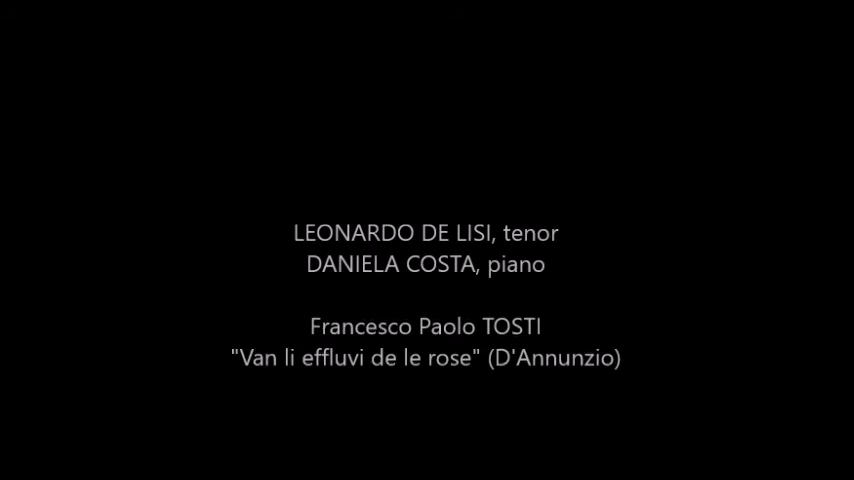 LEONARDO DE LISI, tenor
DANIELA COSTA, piano
Francesco Paolo TOSTI
"Van li effluvi de le rose" (D'Annunzio)